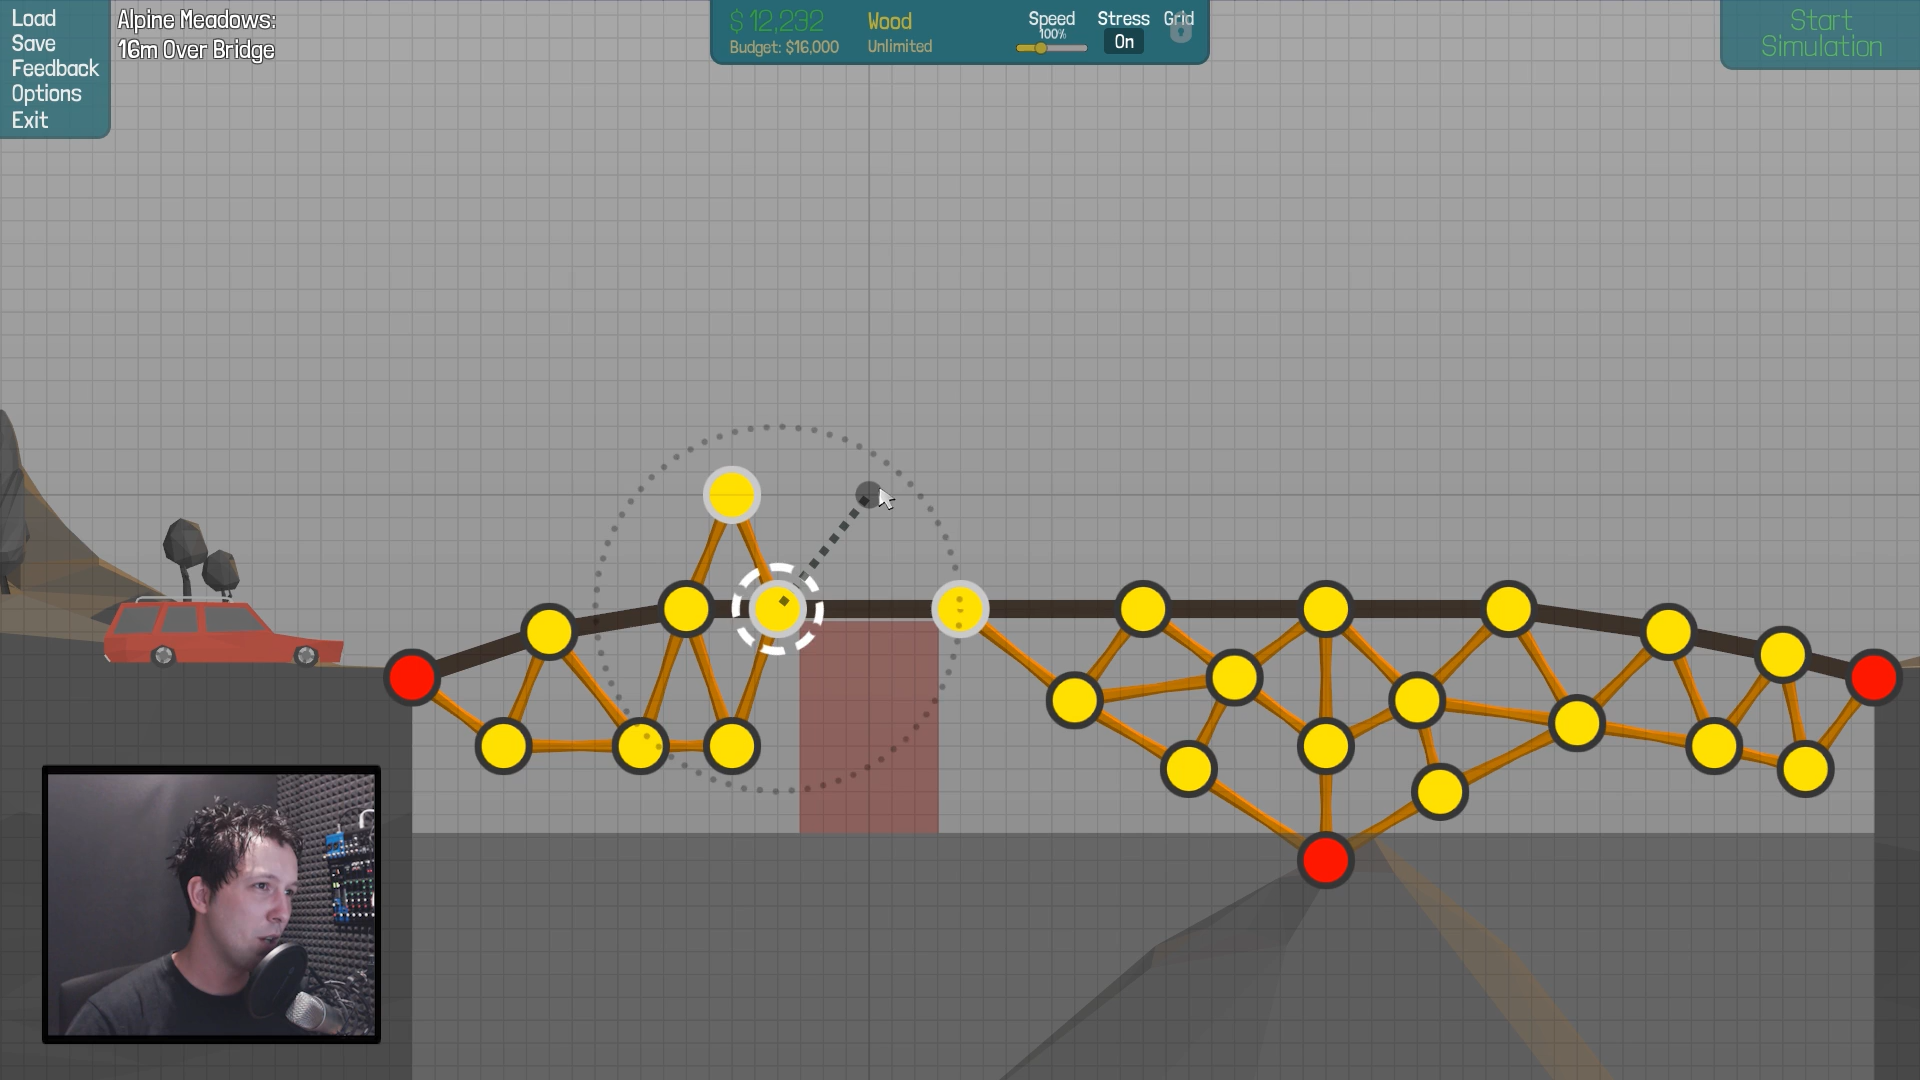 Load
Save
Feedback
Options
Exit
Alpine Meadows:
16m Over Bridge
$ 12,232
Budget: $16,000
Wood
Unlimited
Speed
100%
Stress
On
Grid
Start
Simulation